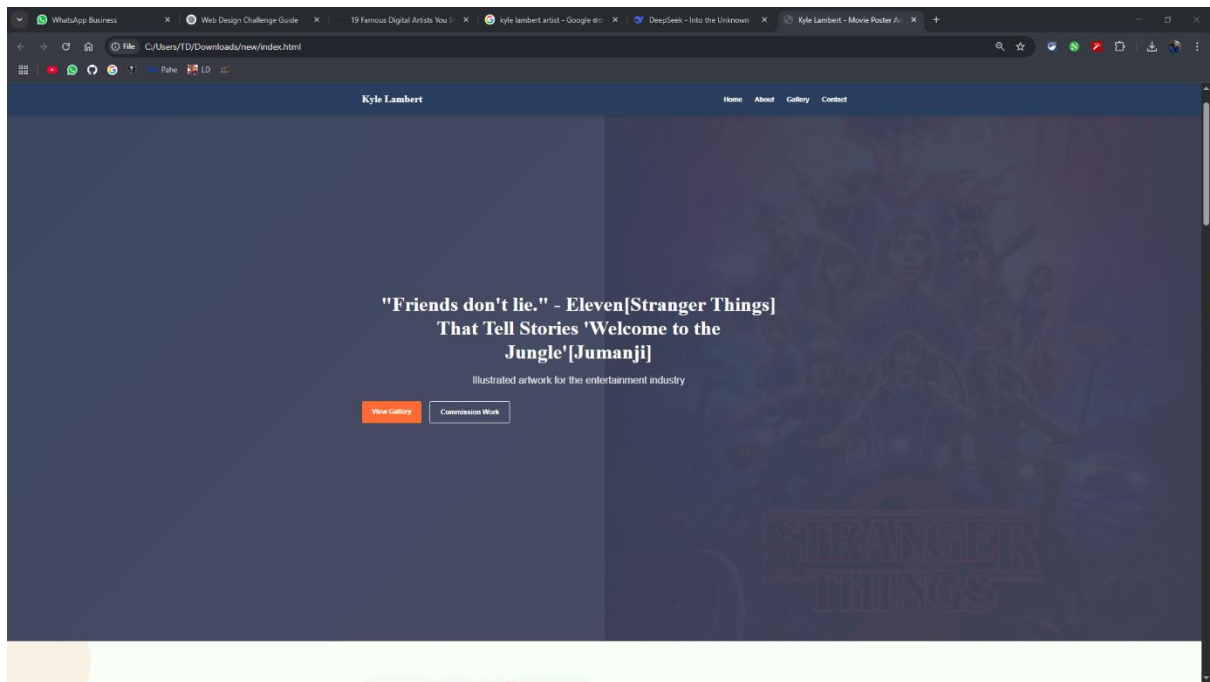 WhatsApp Business
Web Design Challenge Guide
19 Famous Digital Artists You S
kyle lambert artist - Google
DeepSeek - Into the Unknown
Kyle Lambert - Movie Poster Ar
File C:/Users/TD/Downloads/new/index.html
Pahe LD
Kyle Lambert
Home About Gallery Contact
"Friends don't lie." - Eleven[Stranger Things]
That Tell Stories 'Welcome to the
Jungle'[Jumanji]
Illustrated artwork for the entertainment industry
View Gallery Commission Work
STRANGER
THINGS